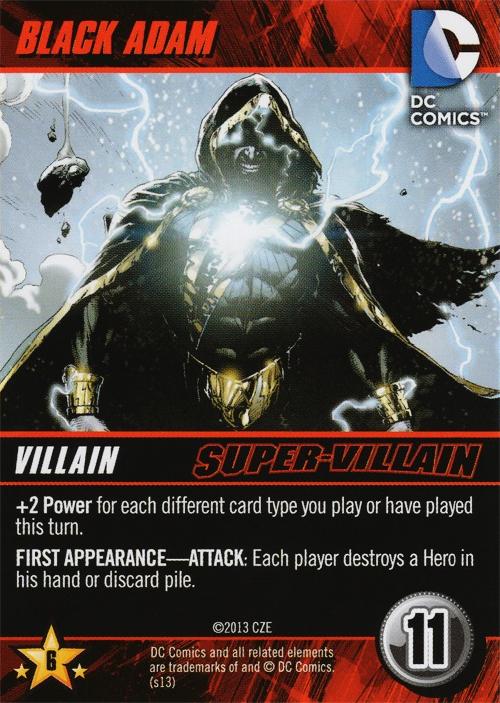 BLACK ADAM
DC
COMICS™
VILLAIN
SUPER-VILLAIN
+2 Power for each different card type you play or have played
this turn.
FIRST APPEARANCE—ATTACK: Each player destroys a Hero in
his hand or discard pile.
©2013 CZE
6
DC Comics and all related elements
are trademarks of and © DC Comics.
(s13)
11